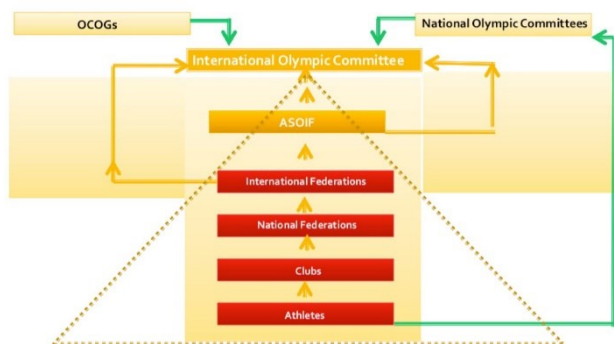 OCOGs
National Olympic Committees
International Olympic Committee
ASOIF
International Federations
National Federations
Clubs
Athletes